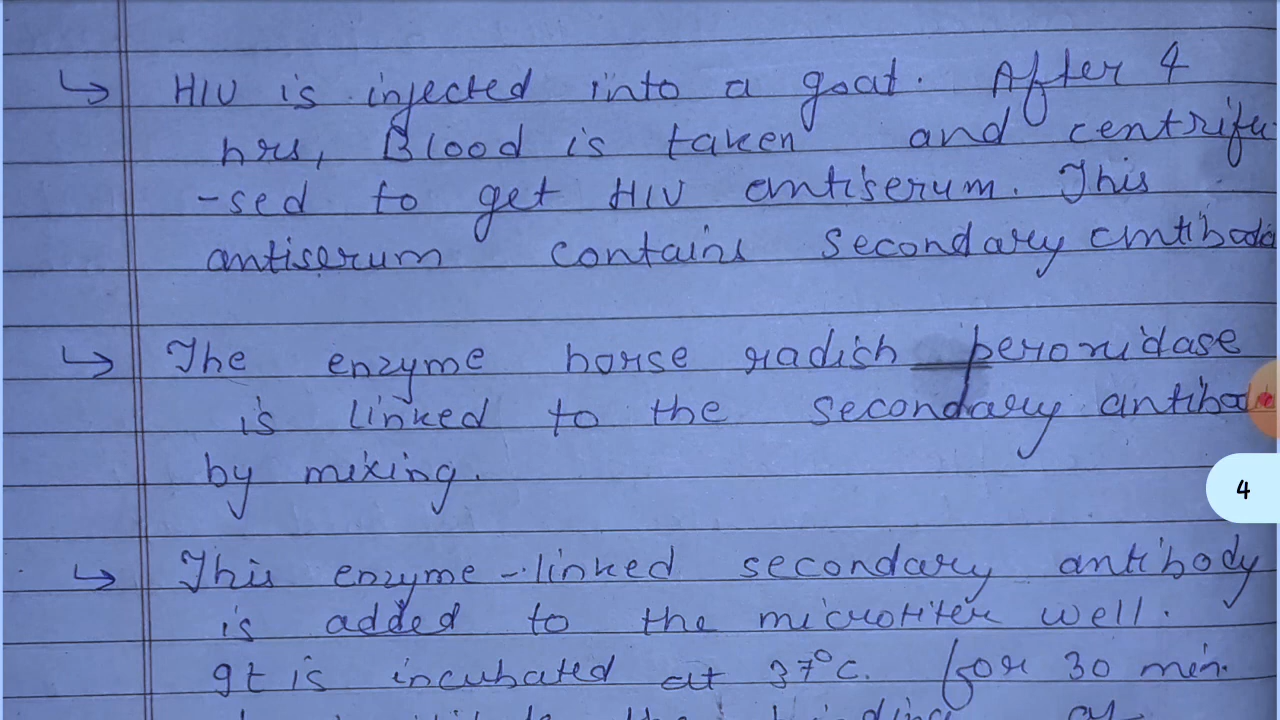 ↳ HIV is injected into a goat. After 4
hrs, Blood is taken and centrifu
-sed to get HIV antiserum. This
antiserum contains secondary
↳ The enzyme horse radish peroxidase
is linked to the secondary
by mixing.
↳ This enzyme-linked secondary antibody
is added to the microtiter well.
It is incubated at 37°C. for 30 min.
4